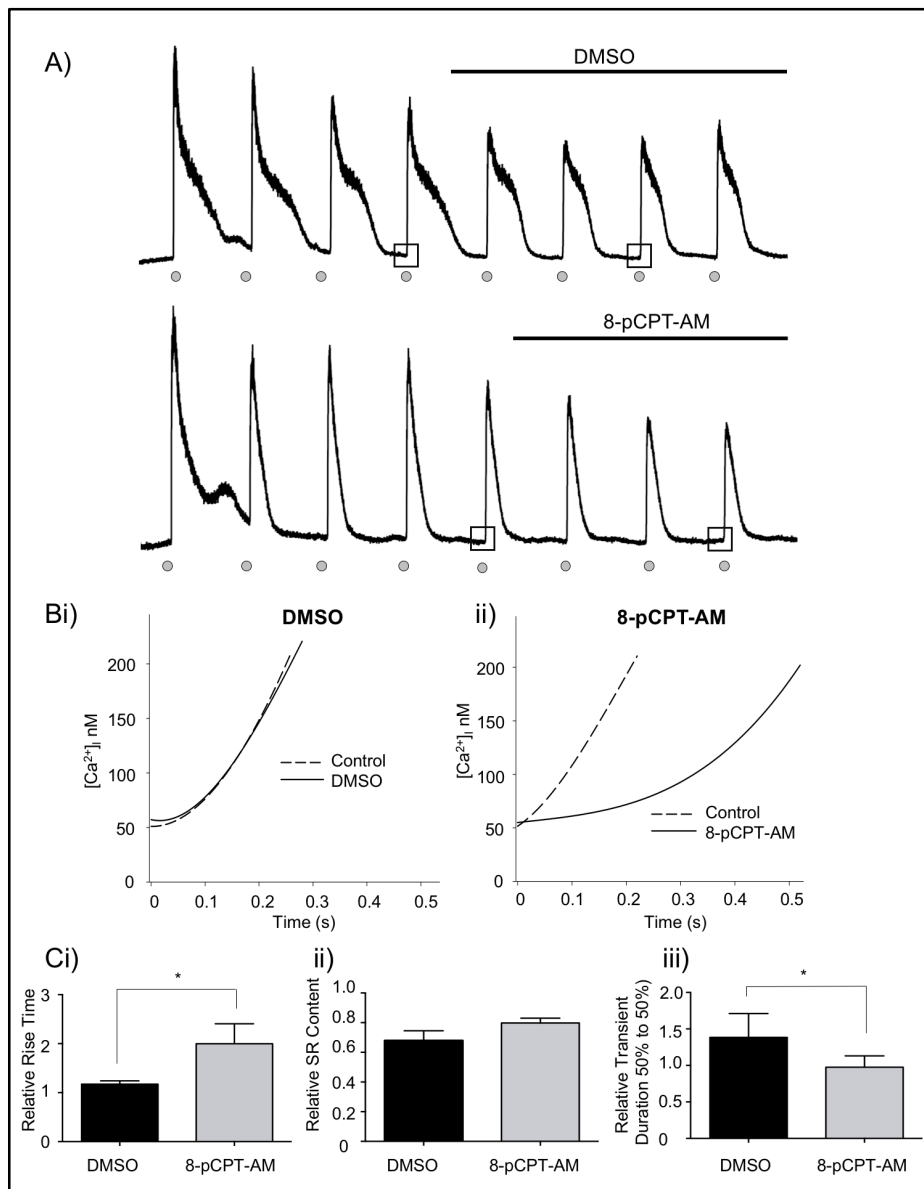 A)
DMSO
8-pCPT-AM
Bi)
DMSO
200
150
100
50
0
[Ca²⁺]ᵢ nM
Control
DMSO
0 0.1 0.2 0.3 0.4 0.5
Time (s)
ii)
8-pCPT-AM
200
150
100
50
0
[Ca²⁺]ᵢ nM
Control
8-pCPT-AM
0 0.1 0.2 0.3 0.4 0.5
Time (s)
Ci)
*
3
2
1
0
Relative Rise Time
DMSO 8-pCPT-AM
ii)
1.0
0.8
0.6
0.4
0.2
0
Relative SR Content
DMSO 8-pCPT-AM
iii)
*
2.0
1.5
1.0
0.5
0
Relative Transient
Duration 50% to 50%)
DMSO 8-pCPT-AM